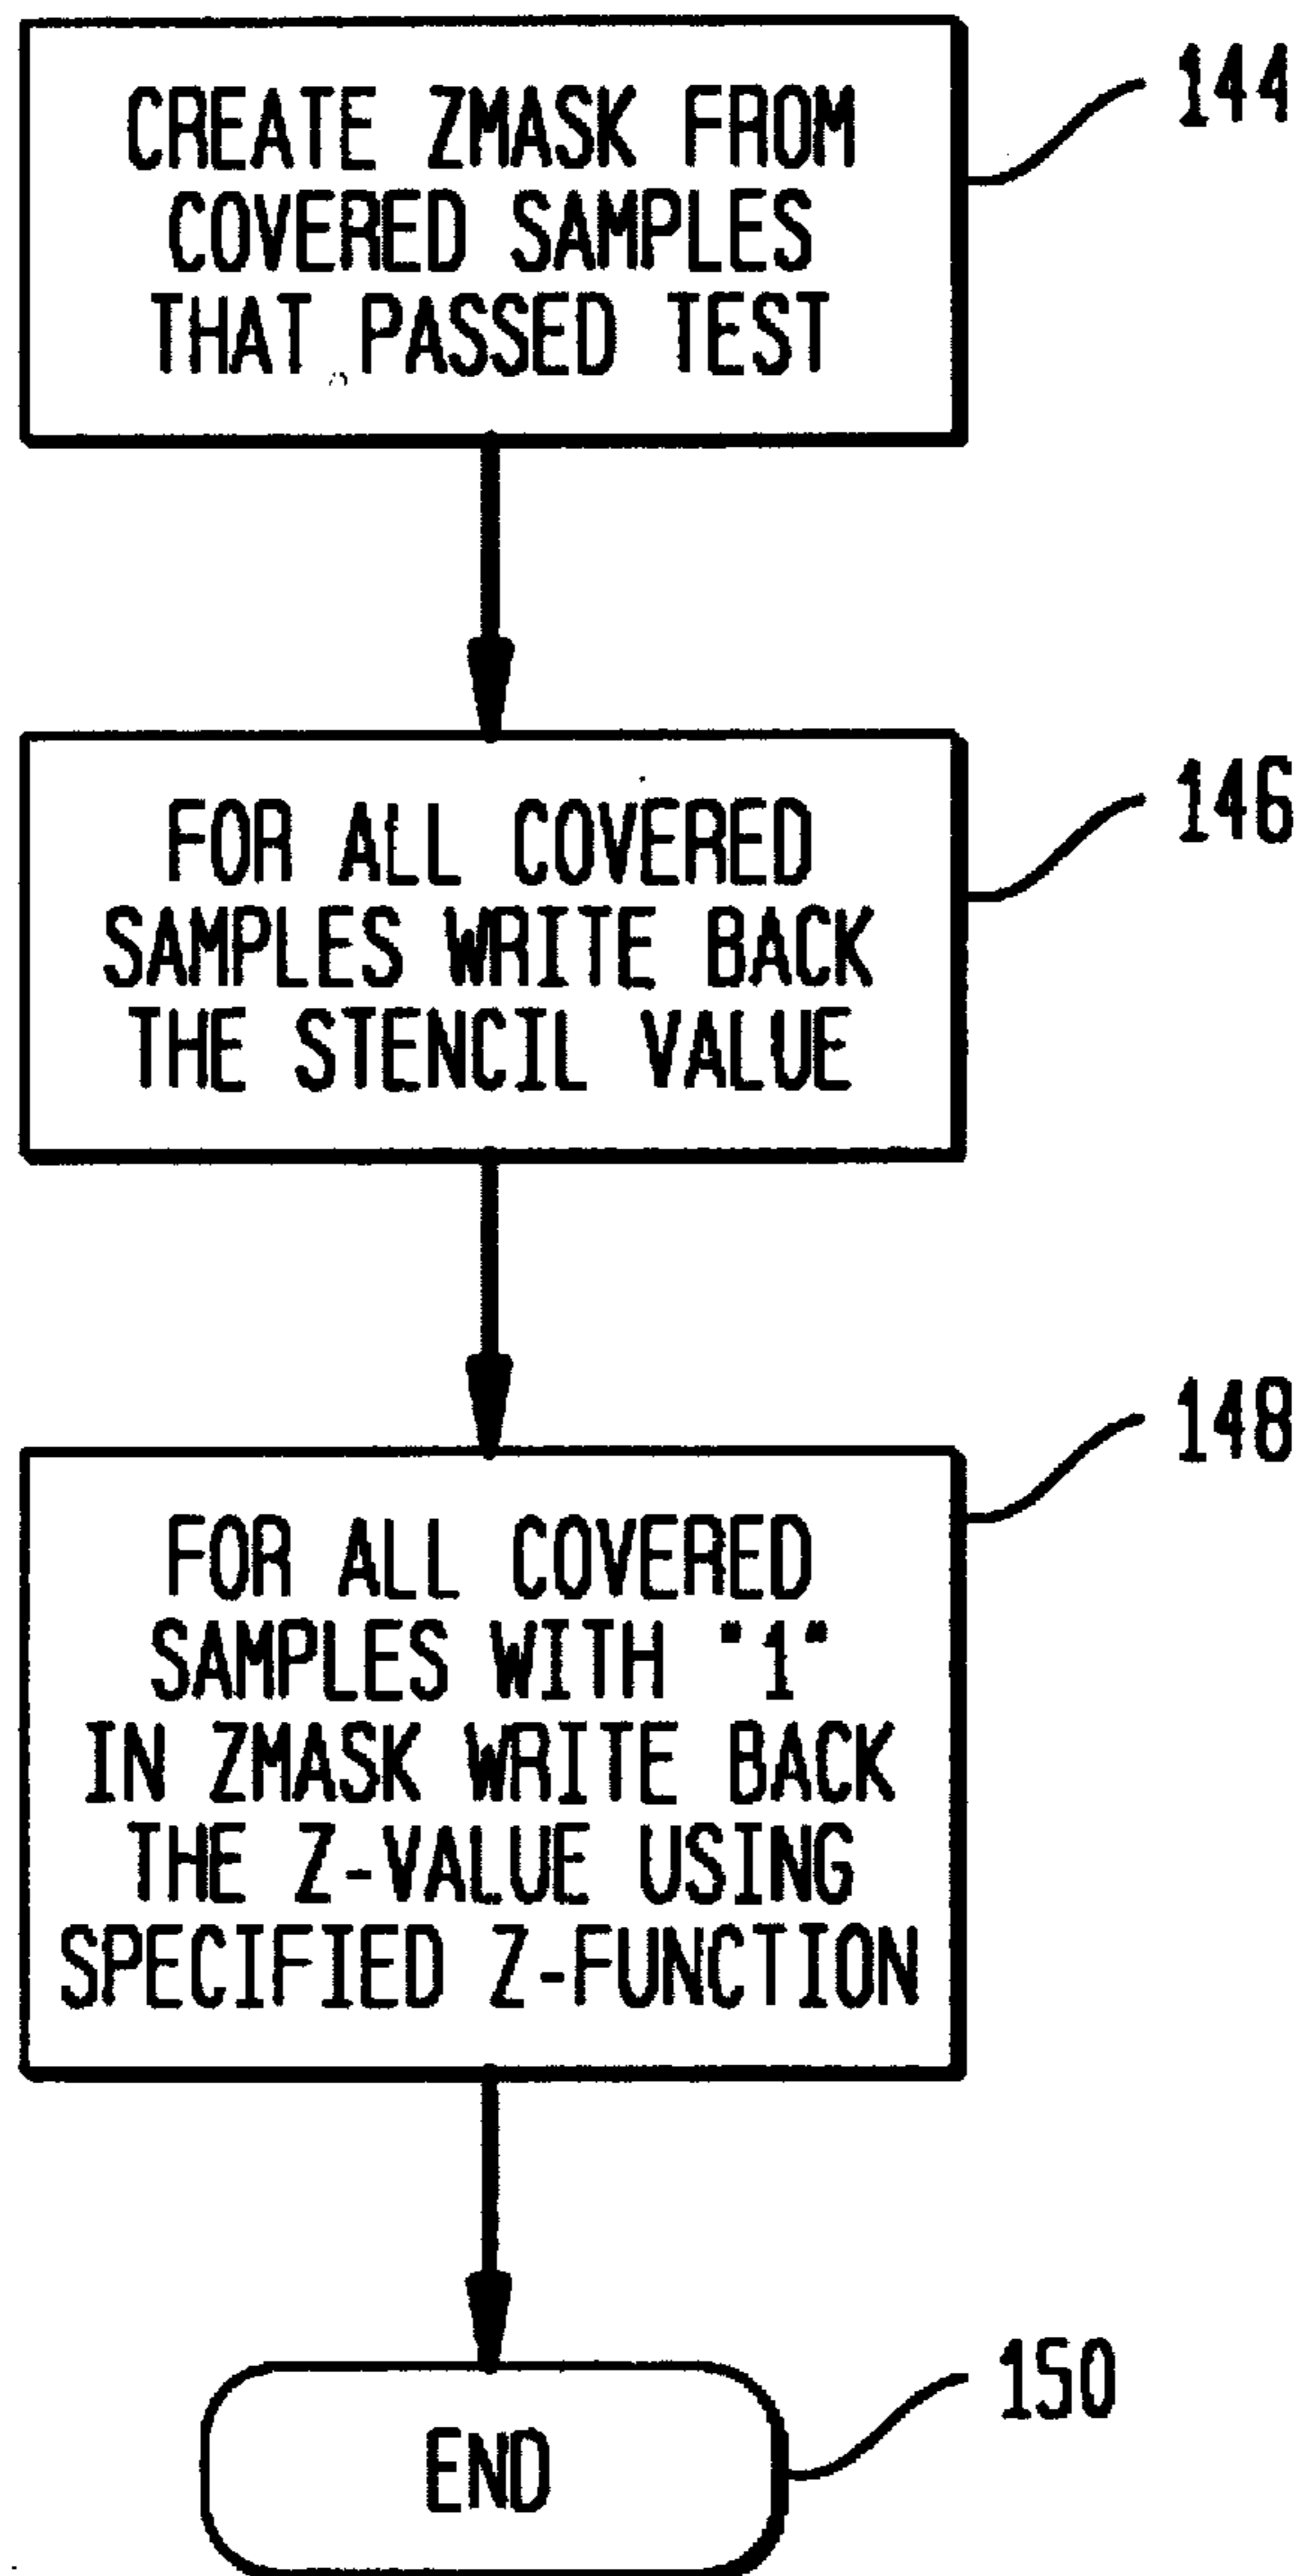 CREATE ZMASK FROM
COVERED SAMPLES
THAT PASSED TEST
144
FOR ALL COVERED
SAMPLES WRITE BACK
THE STENCIL VALUE
146
FOR ALL COVERED
SAMPLES WITH "1"
IN ZMASK WRITE BACK
THE Z-VALUE USING
SPECIFIED Z-FUNCTION
148
END
150